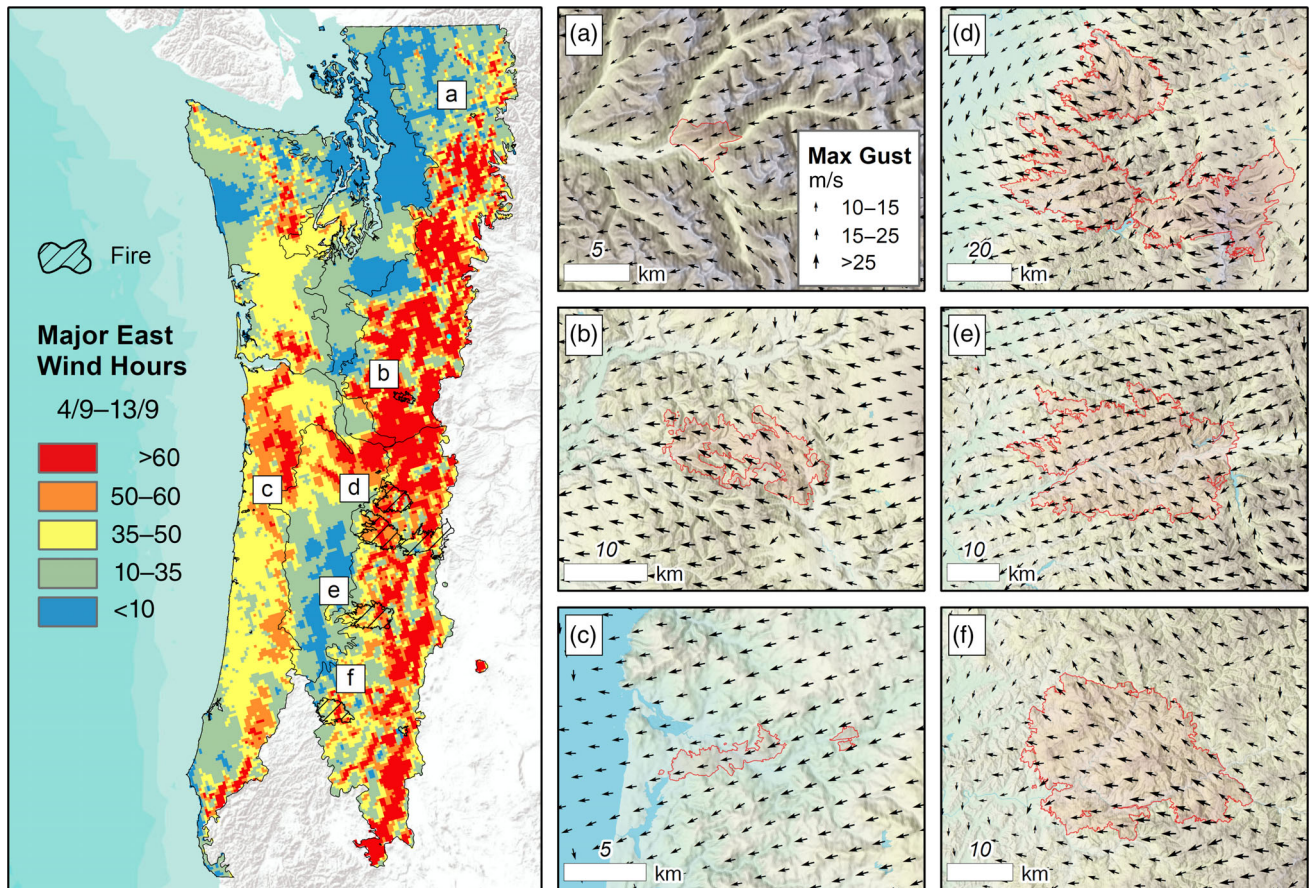 a
b
c
d
e
f
Fire
Major East
Wind Hours
4/9–13/9
>60
50–60
35–50
10–35
<10
(a)
Max Gust
m/s
10–15
15–25
>25
5
km
(b)
10
km
(c)
5
km
(d)
20
km
(e)
10
km
(f)
10
km